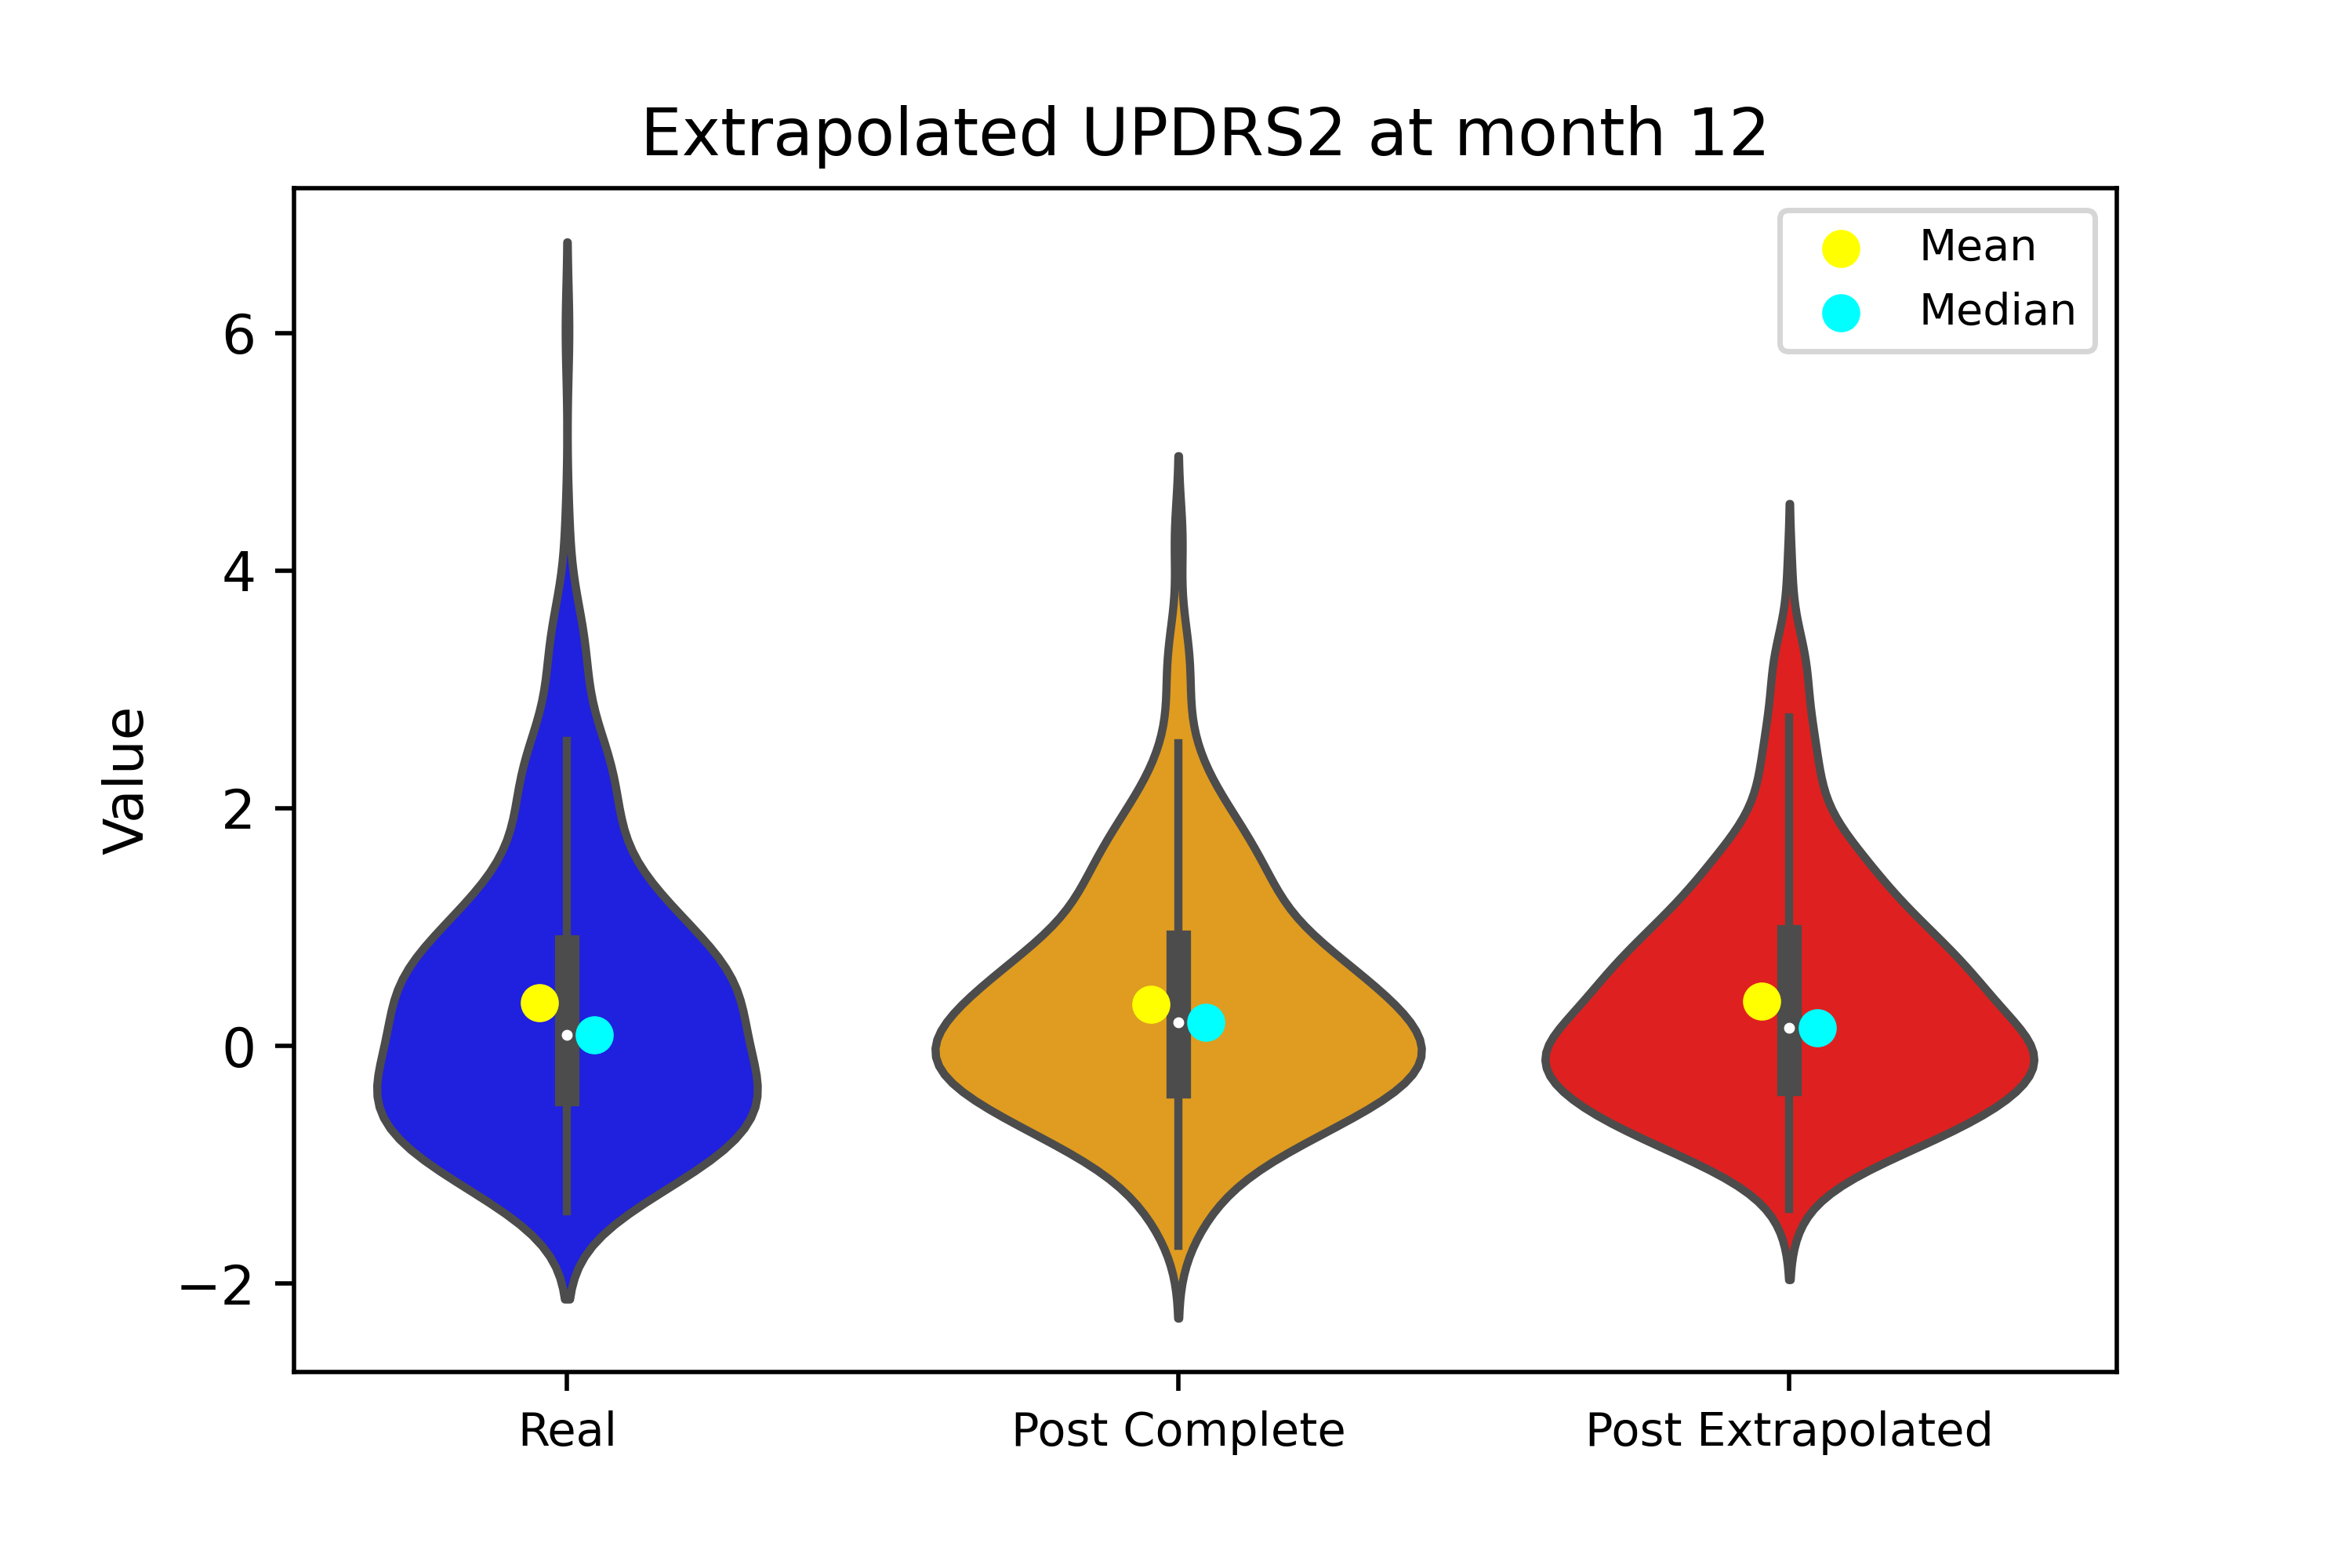 Extrapolated UPDRS2 at month 12
Mean
Median
6
4
2
0
−2
Value
Real
Post Complete
Post Extrapolated